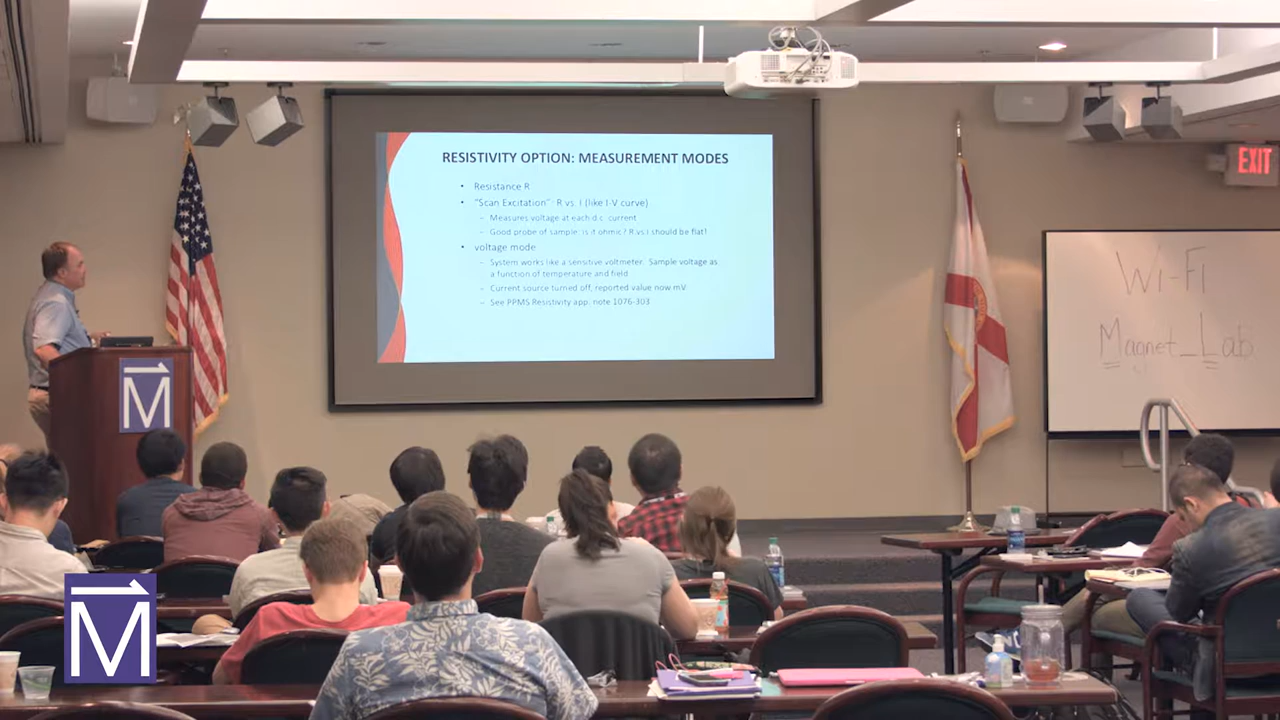 RESISTIVITY OPTION: MEASUREMENT MODES
• Resistance R
• "Scan Excitation" R vs. I (like I-V curve)
– Measures voltage at each d.c. current
– Good probe of sample: is it ohmic? R vs I should be flat!
• voltage mode
– System works like a sensitive voltmeter. Sample voltage as
a function of temperature and field
– Current source turned off, reported value now mV
– See PPMS Resistivity app. note 1076-303
EXIT
Wi-Fi
Magnet_Lab
M
M